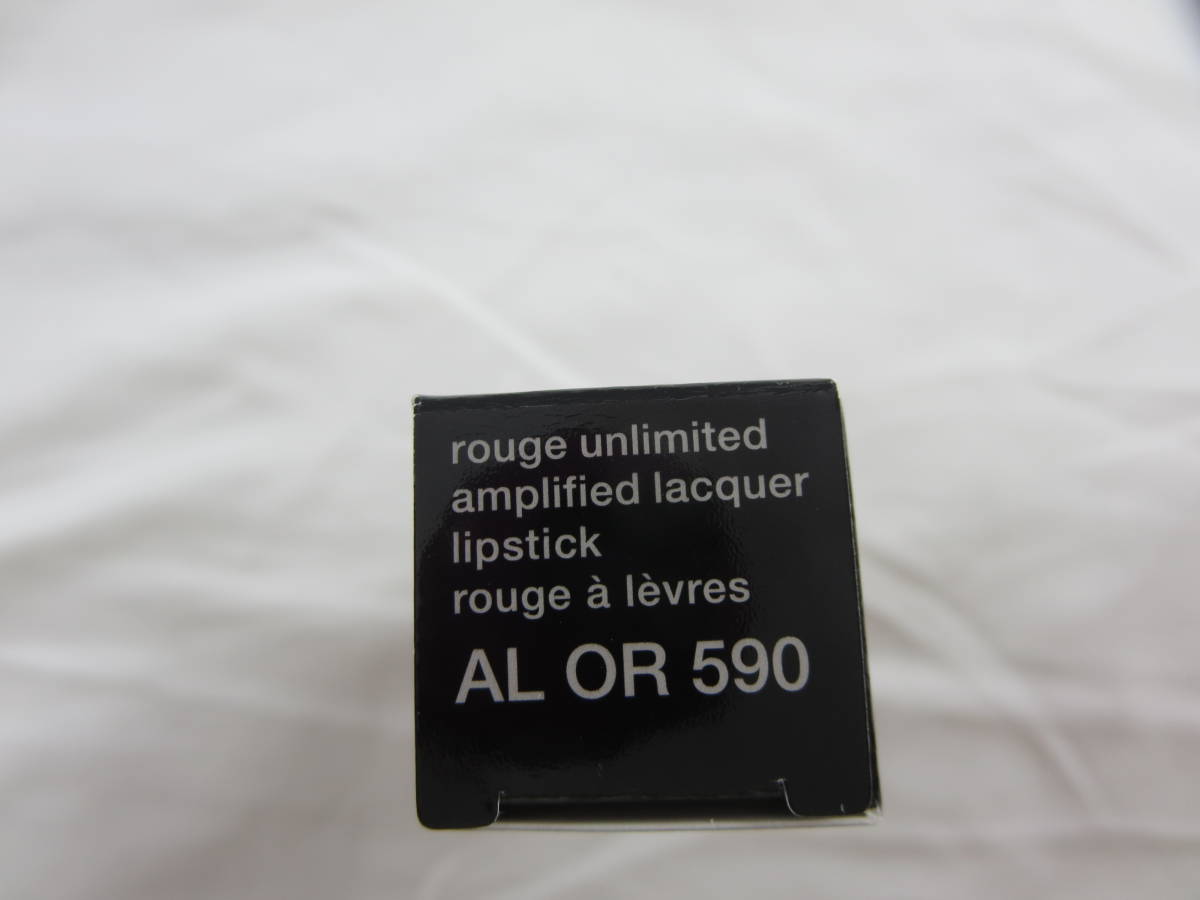 rouge unlimited
amplified lacquer
lipstick
rouge à lèvres
AL OR 590